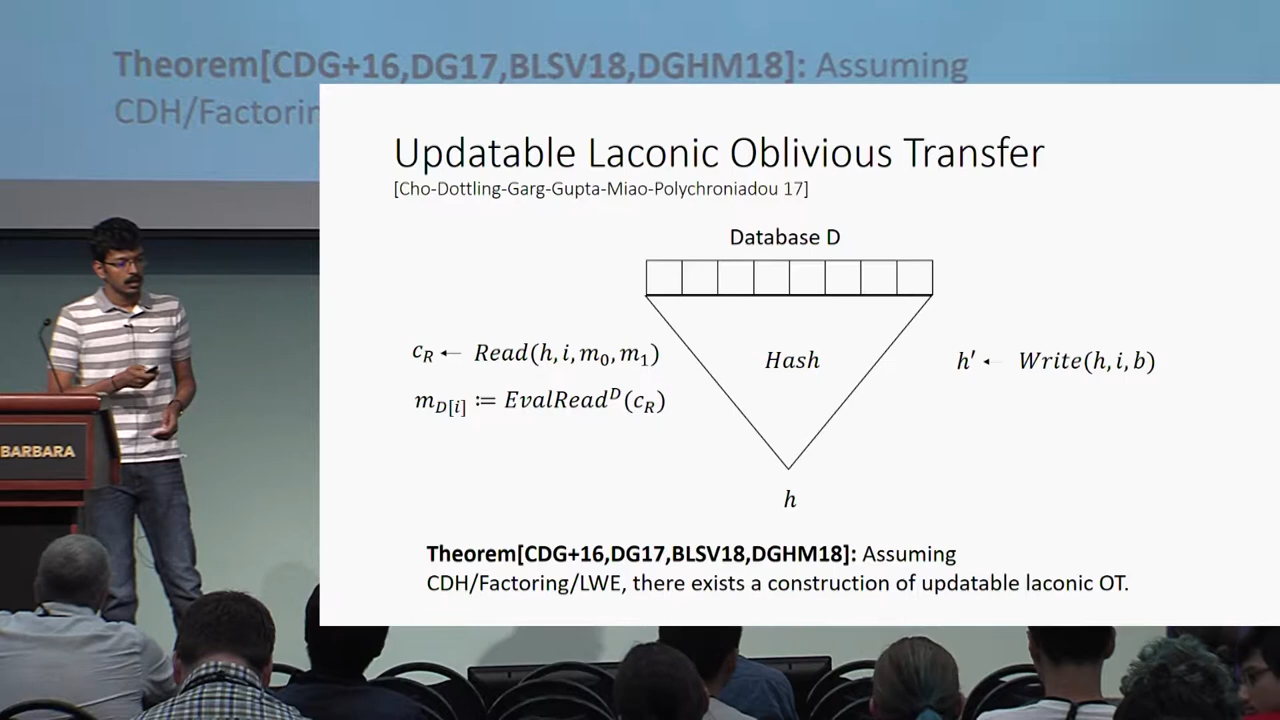 Theorem[CDG+16,DG17,BLSV18,DGHM18]: Assuming
CDH/Factorin
Updatable Laconic Oblivious Transfer
[Cho-Dottling-Garg-Gupta-Miao-Polychroniadou 17]
Database D
c_R ← Read(h, i, m_0, m_1)
m_{D[i]} := EvalRead^D(c_R)
Hash
h′ ← Write(h, i, b)
h
Theorem[CDG+16,DG17,BLSV18,DGHM18]: Assuming
CDH/Factoring/LWE, there exists a construction of updatable laconic OT.
BARBARA